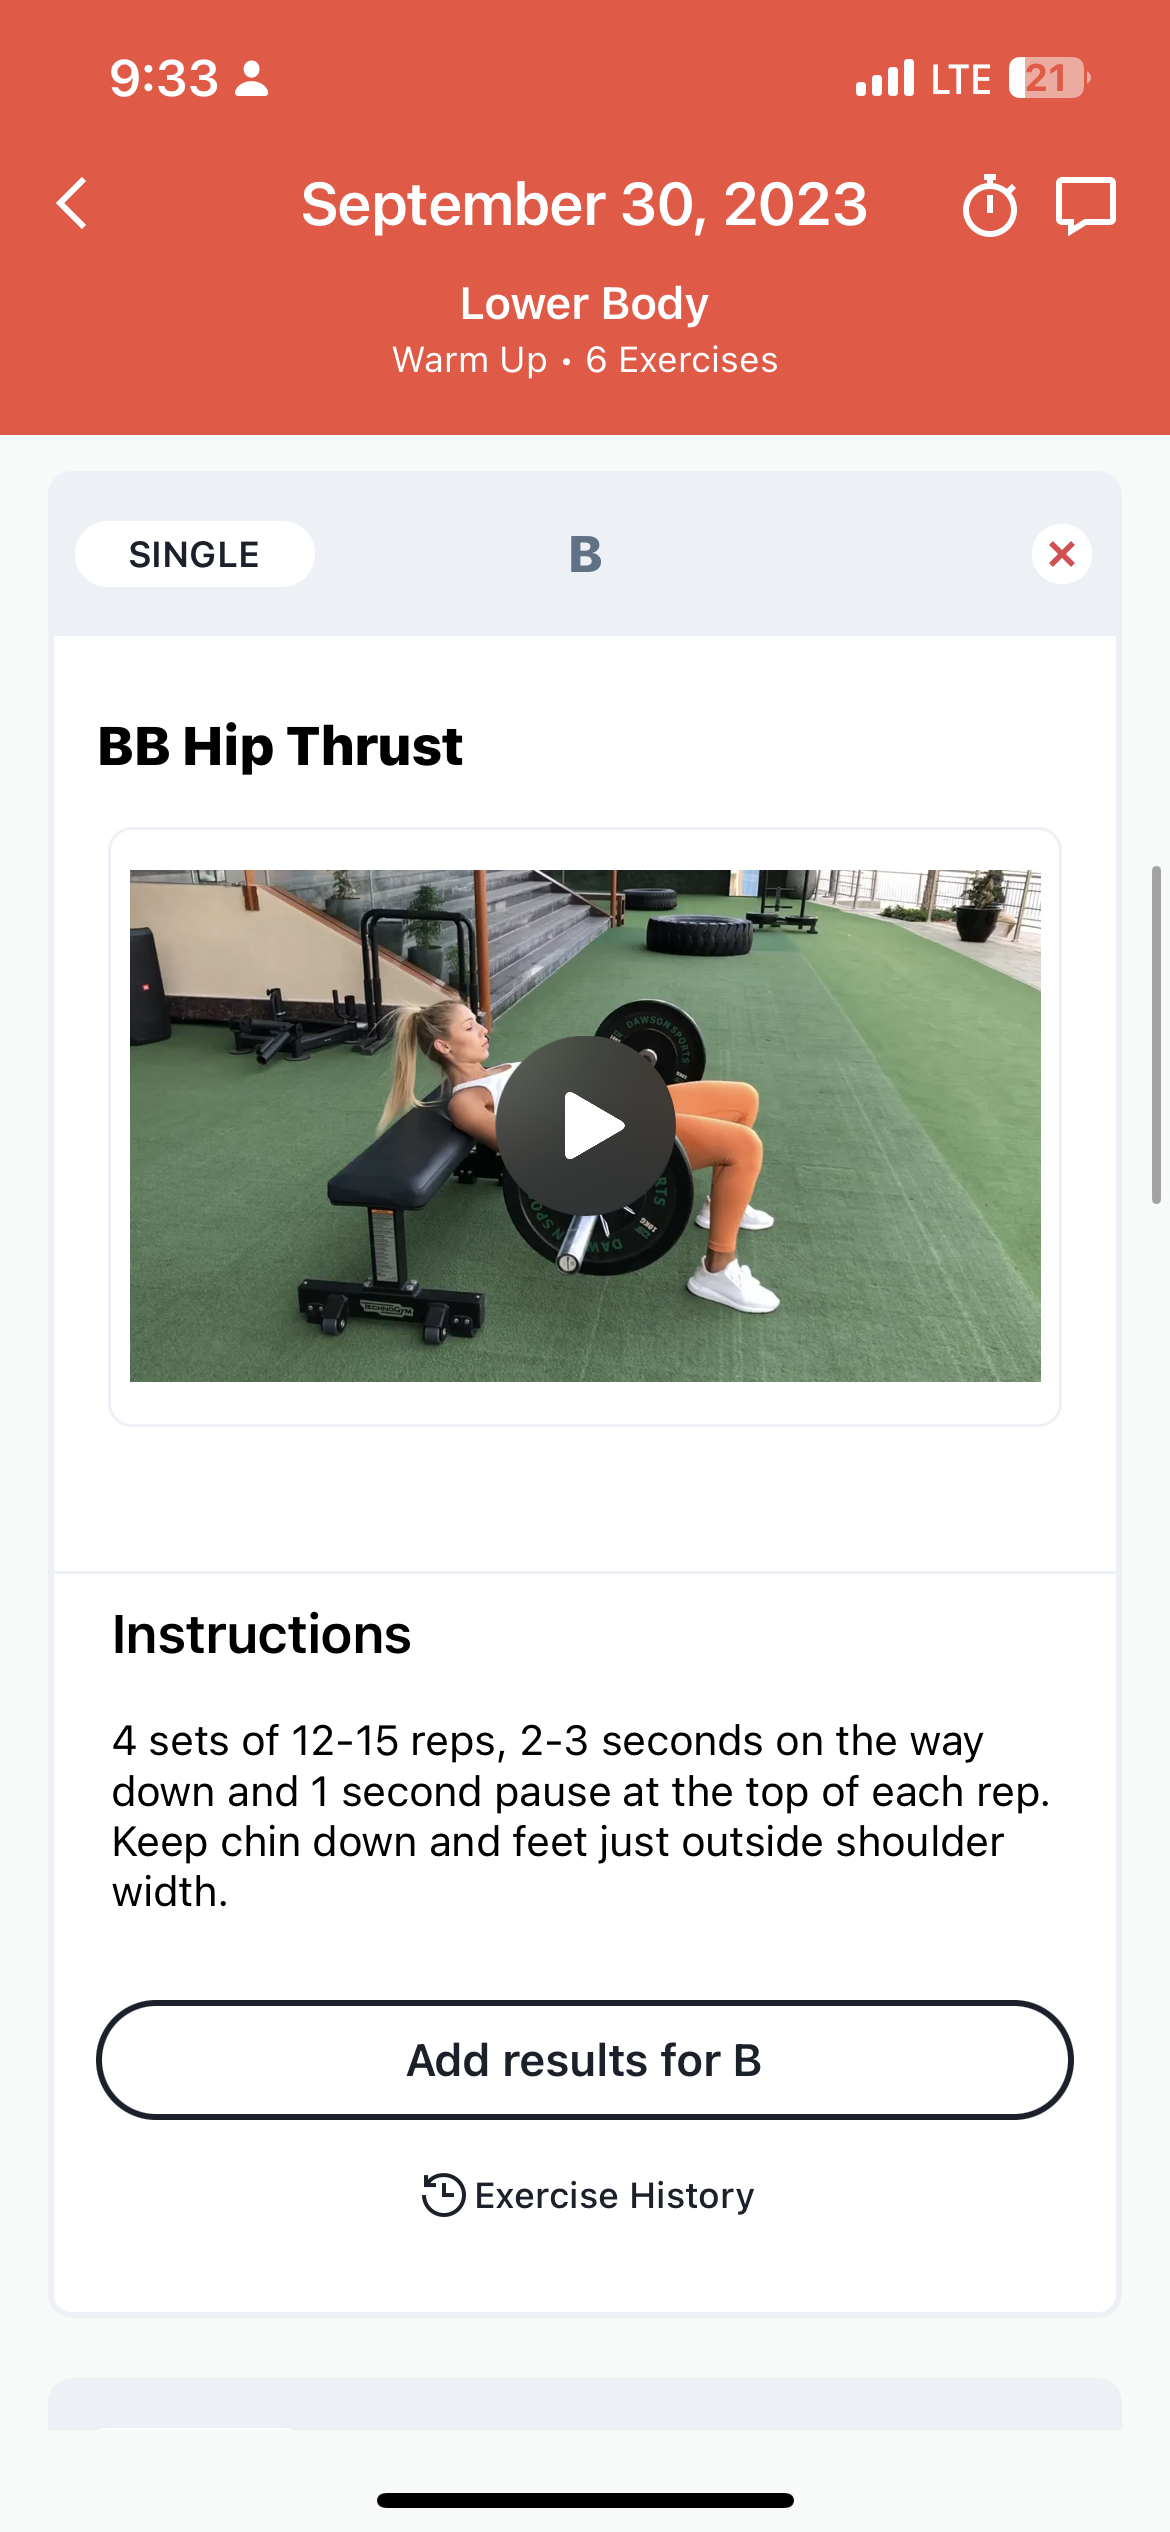 9:33
LTE 21
September 30, 2023
Lower Body
Warm Up • 6 Exercises
SINGLE
B
BB Hip Thrust
DAWSON SPORTS
10KG
TECHNOGYM
Instructions
4 sets of 12-15 reps, 2-3 seconds on the way
down and 1 second pause at the top of each rep.
Keep chin down and feet just outside shoulder
width.
Add results for B
Exercise History